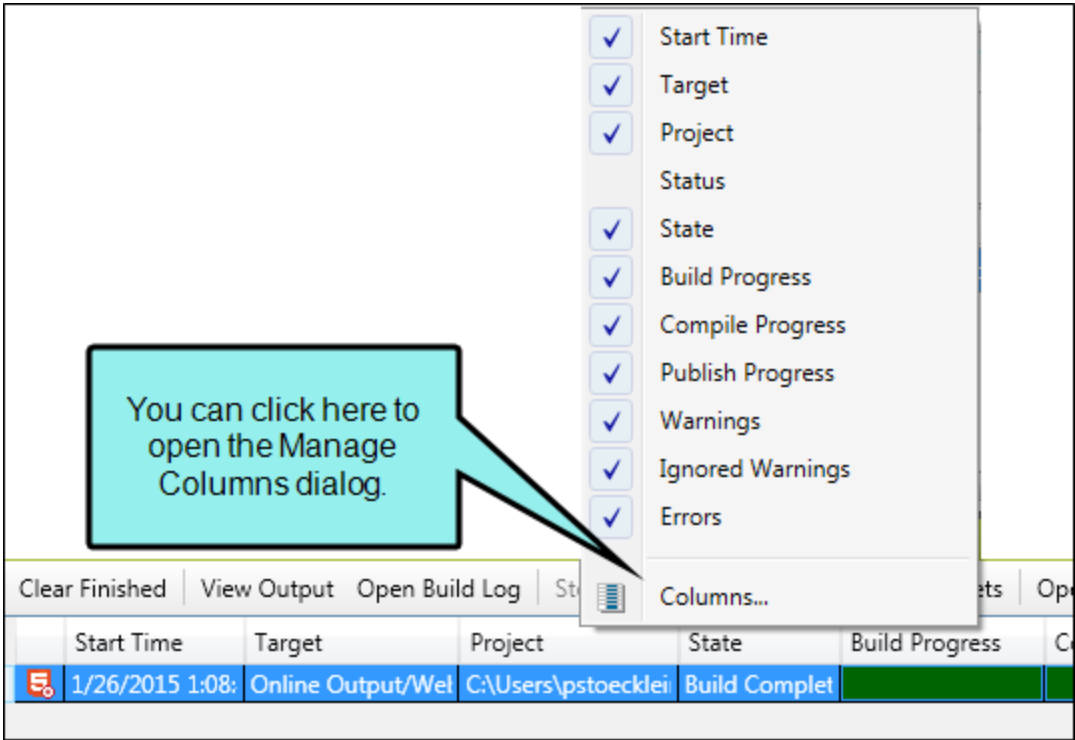 Start Time
Target
Project
Status
State
Build Progress
Compile Progress
Publish Progress
Warnings
Ignored Warnings
Errors
Columns...
You can click here to
open the Manage
Columns dialog.
Clear Finished View Output Open Build Log
Start Time Target Project State Build Progress
1/26/2015 1:08: Online Output/Wel C:\Users\pstoecklei Build Complet